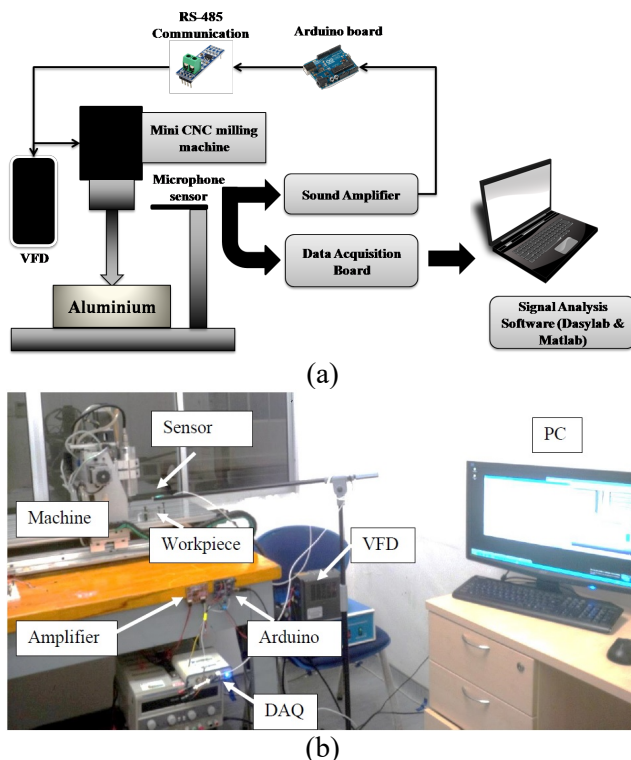 RS-485
Communication
Arduino board
Mini CNC milling
machine
Microphone
sensor
Sound Amplifier
VFD
Data Acquisition
Board
Aluminium
Signal Analysis
Software (Dasylab &
Matlab)
(a)
Sensor
PC
Machine
Workpiece
VFD
Amplifier
Arduino
DAQ
(b)